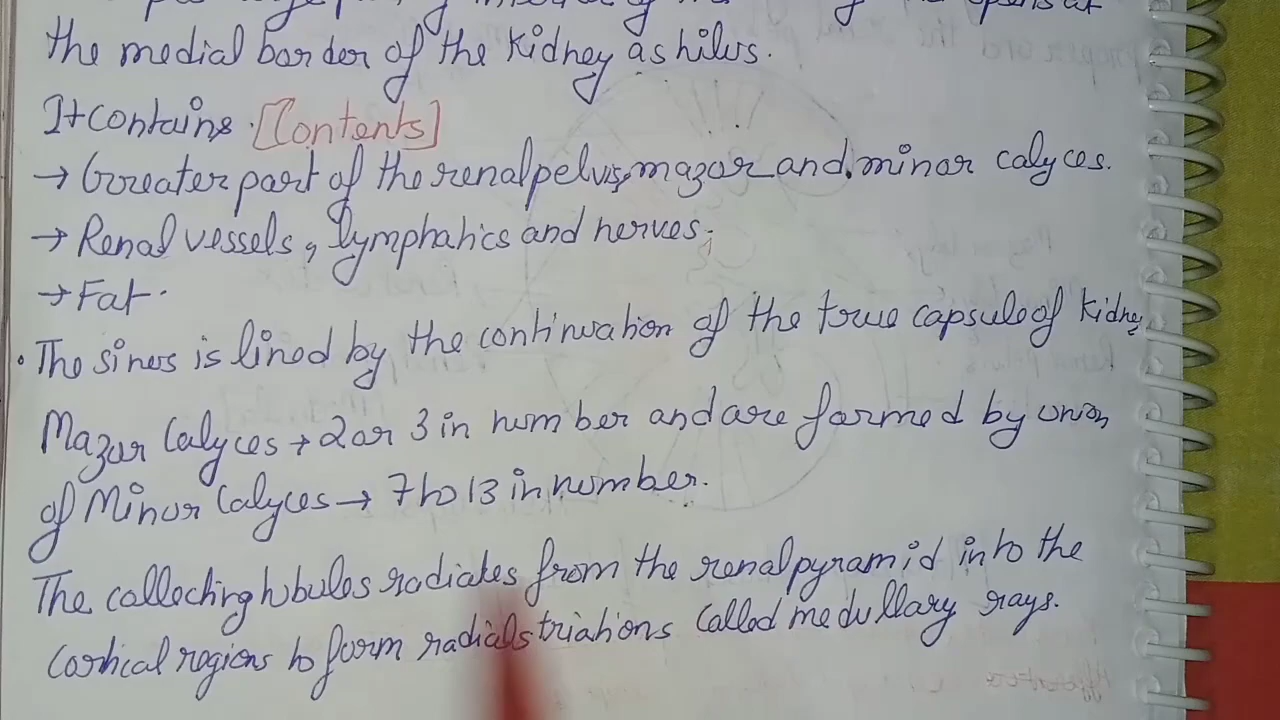 the medial border of the kidney as hilus.
It contains. [Contents]
→ Greater part of the renal pelvis, mazor and minor calyces.
→ Renal vessels, lymphatics and nerves.
→ Fat.
• The sinus is lined by the continuation of the true capsule of kidney
Mazor Calyces → 2 or 3 in number and are formed by union
of Minor Calyces → 7 to 13 in number.
The collecting tubules radiates from the renal pyramid into the
Cortical regions to form radial striations called medullary rays.